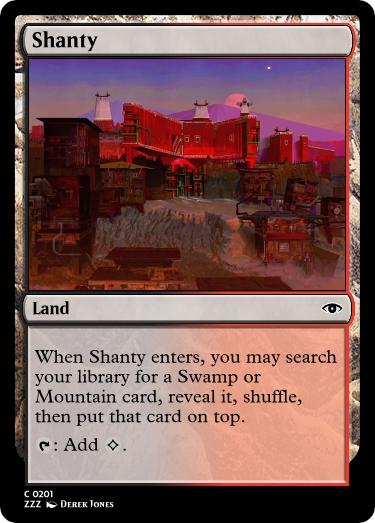 Shanty
Land
When Shanty enters, you may search
your library for a Swamp or
Mountain card, reveal it, shuffle,
then put that card on top.
: Add .
C 0201
ZZZ Derek Jones